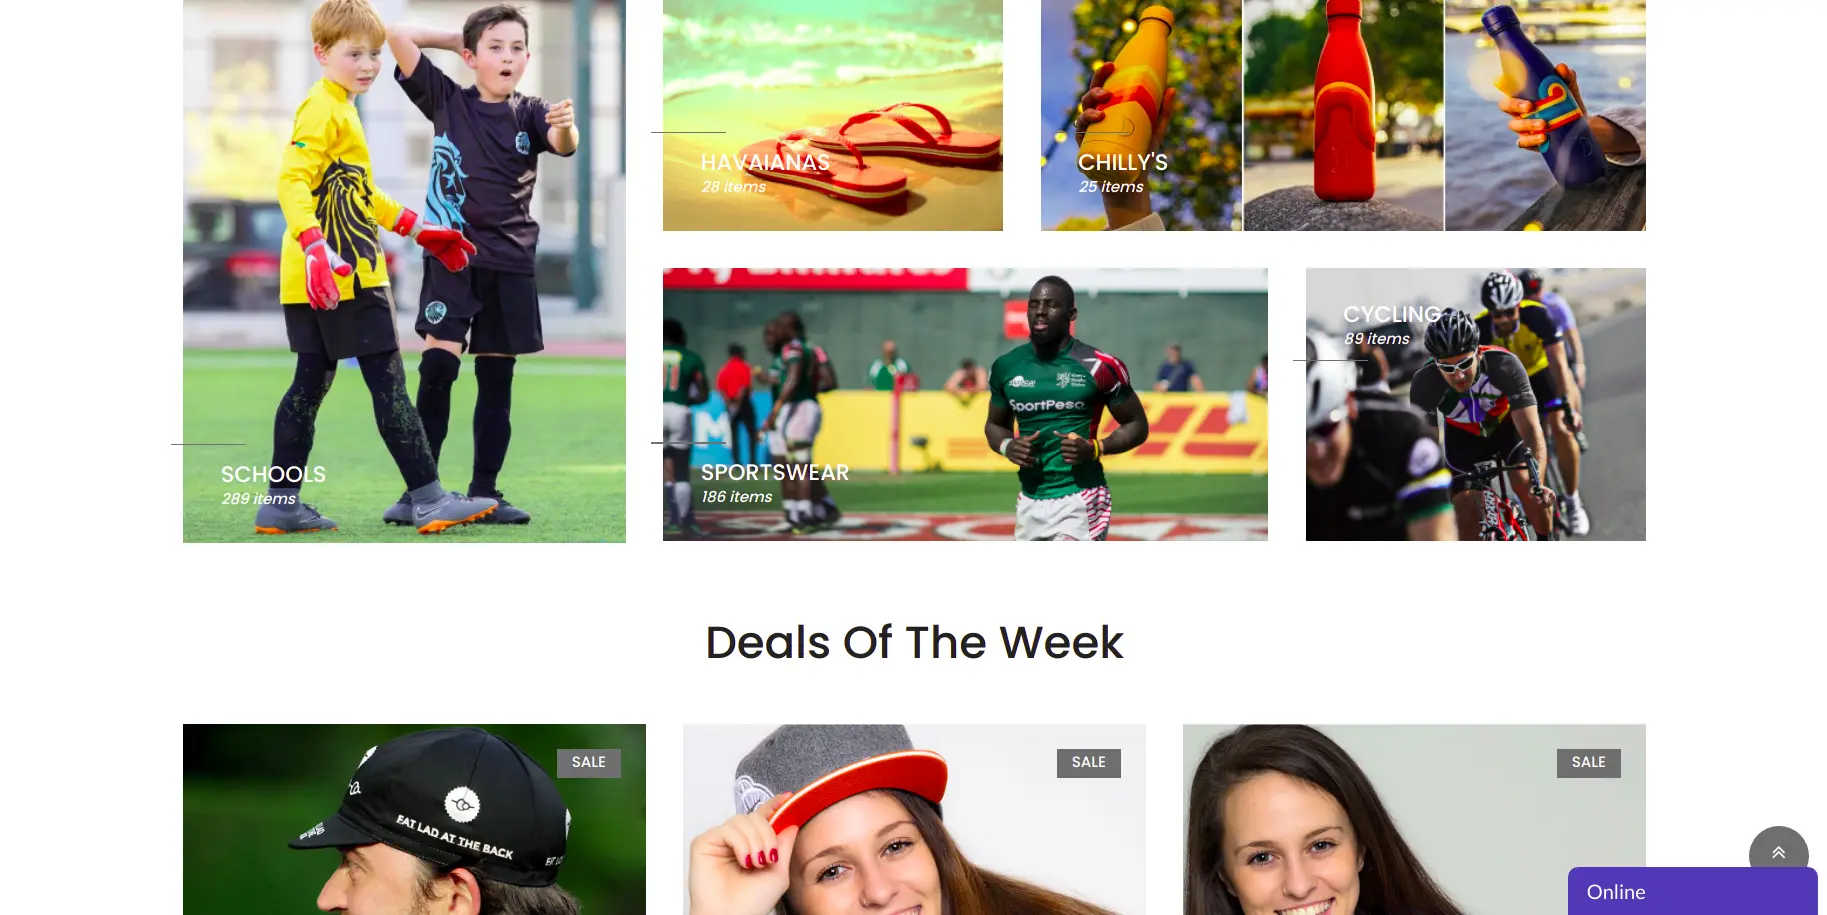 HAVAIANAS
28 items
CHILLY'S
25 items
SCHOOLS
289 items
SPORTSWEAR
186 items
SportPesa
CYCLING
89 items
Deals Of The Week
SALE
EAT LAD AT THE BACK
SALE
SALE
Online